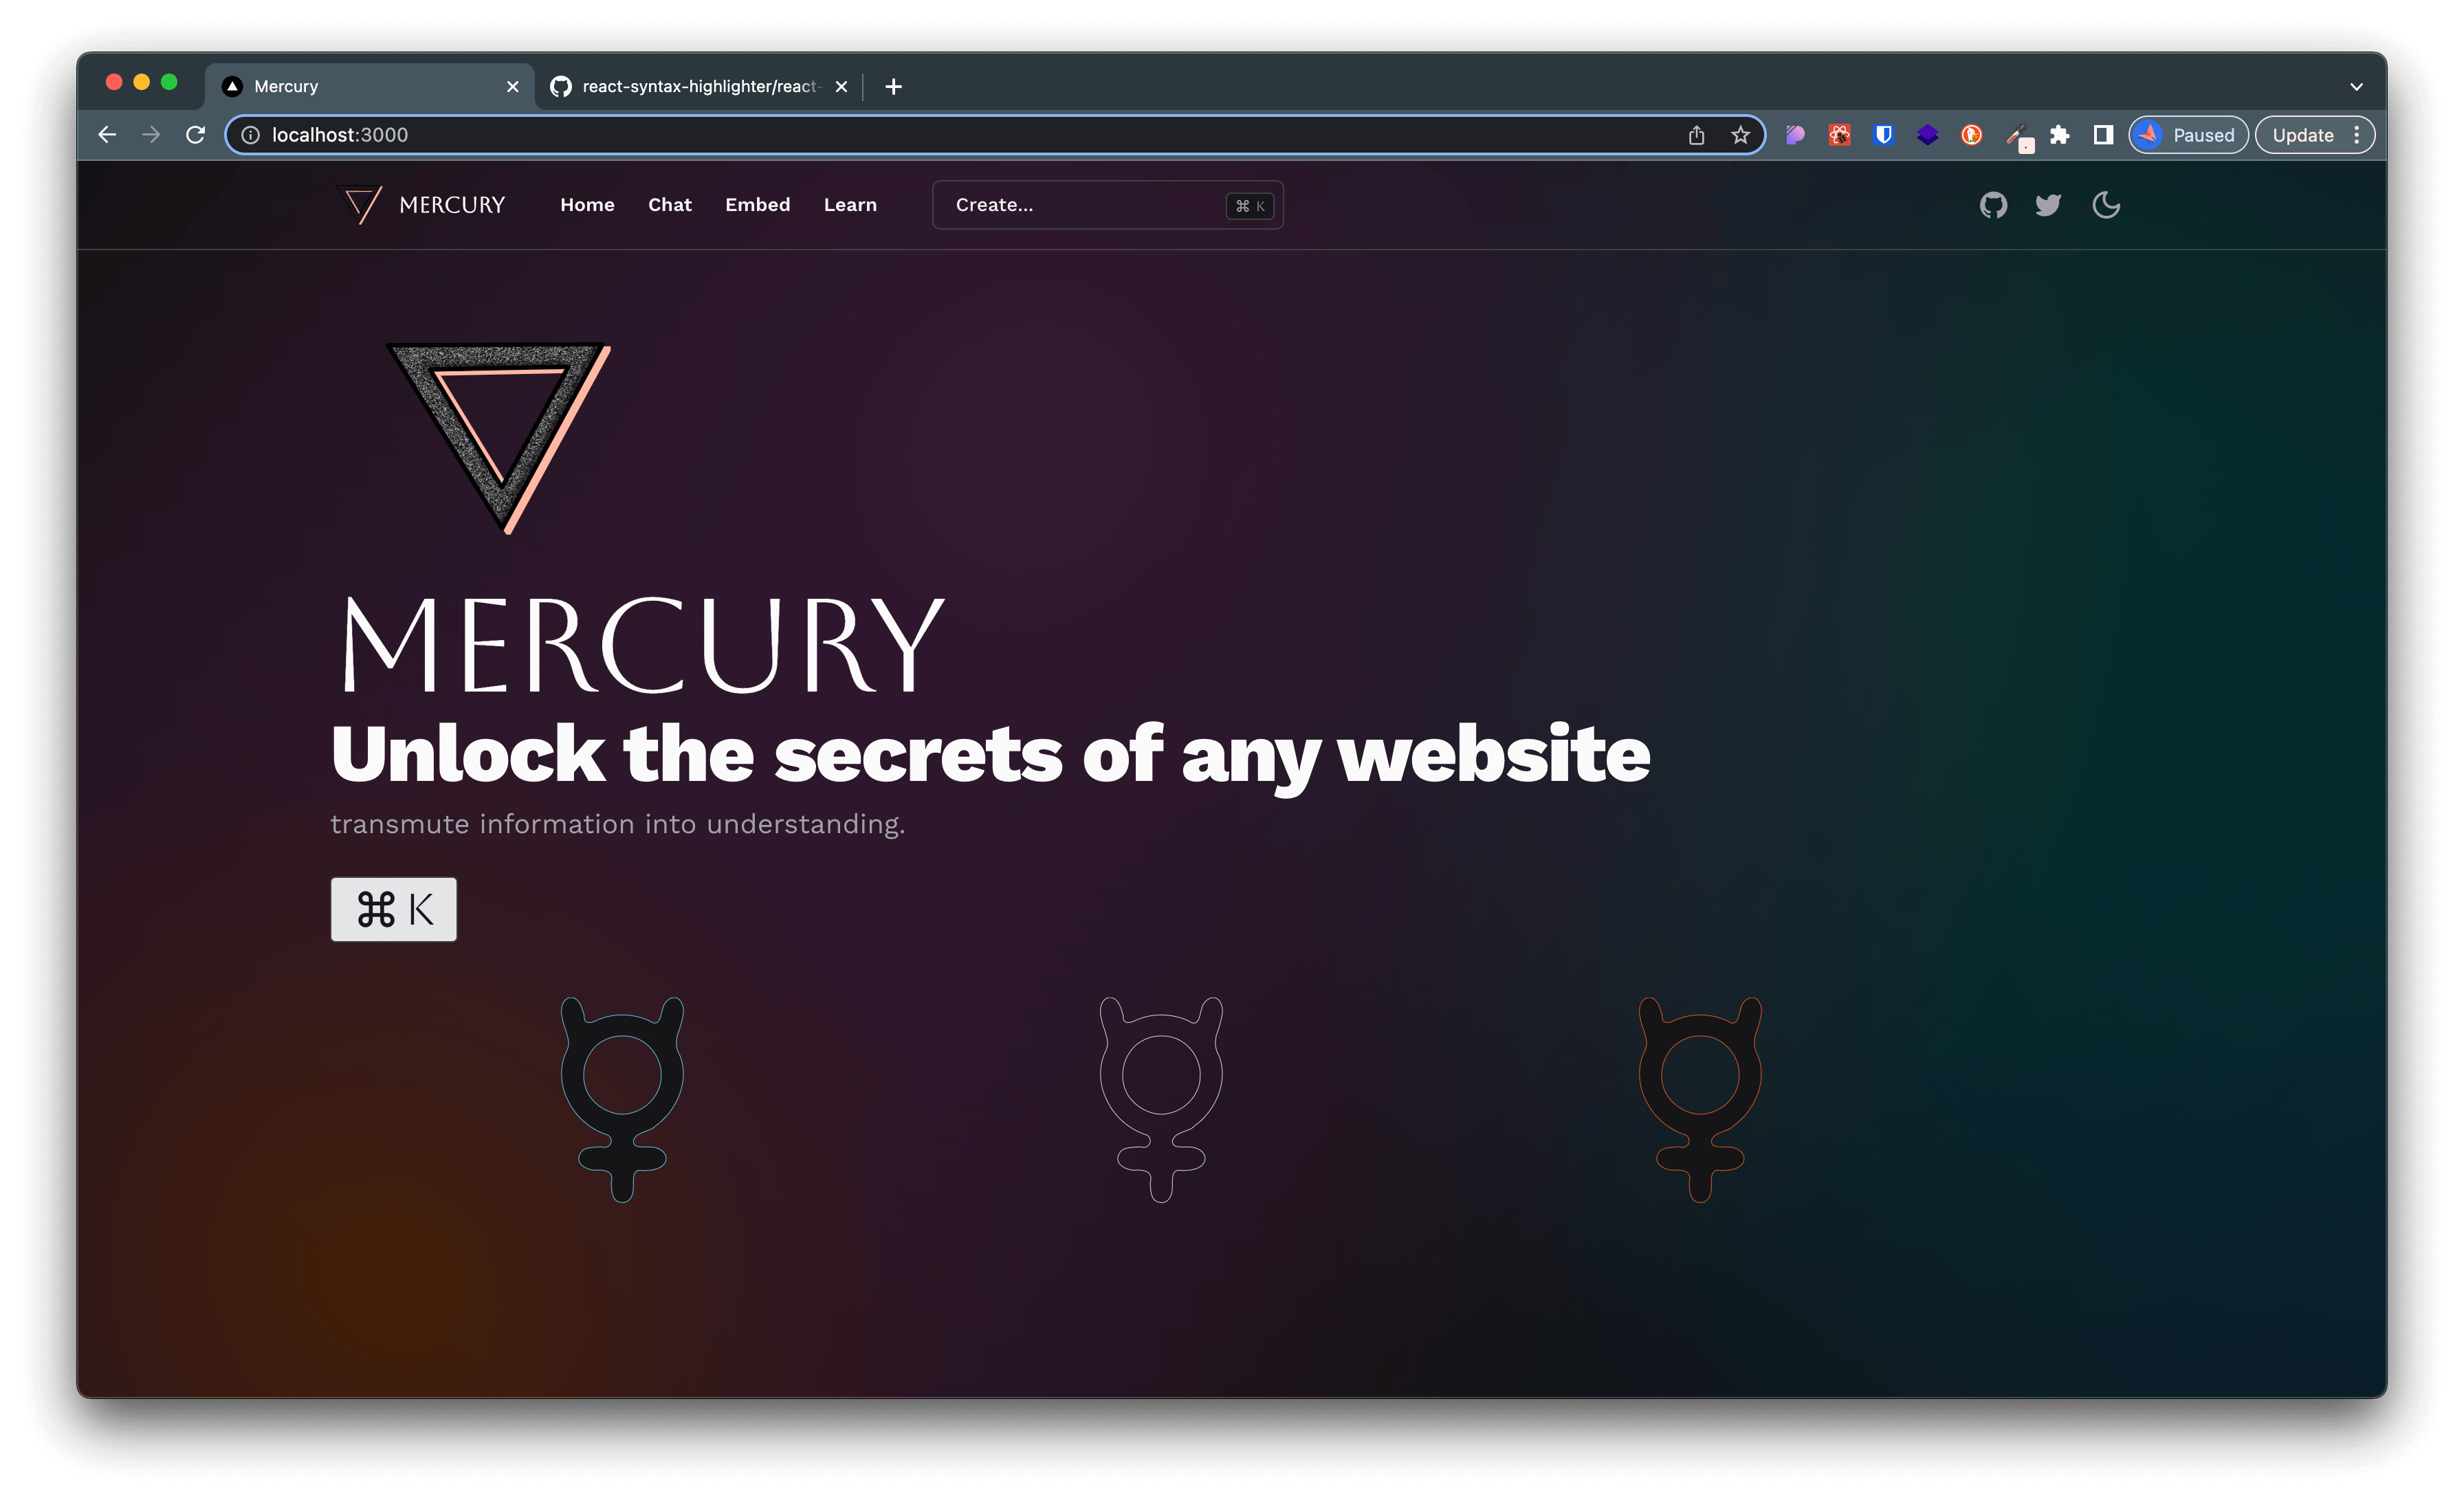 Mercury
react-syntax-highlighter/react-
localhost:3000
Paused
Update
MERCURY
Home
Chat
Embed
Learn
Create...
⌘ K
MERCURY
Unlock the secrets of any website
transmute information into understanding.
⌘ K